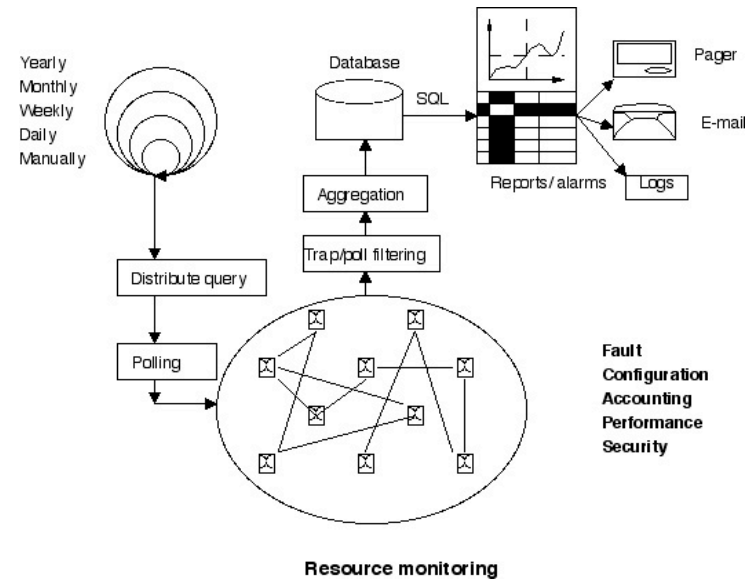 Yearly
Monthly
Weekly
Daily
Manually
Distribute query
Polling
Database
SQL
Aggregation
Trap/poll filtering
Reports/alarms
Pager
E-mail
Logs
Fault
Configuration
Accounting
Performance
Security
Resource monitoring